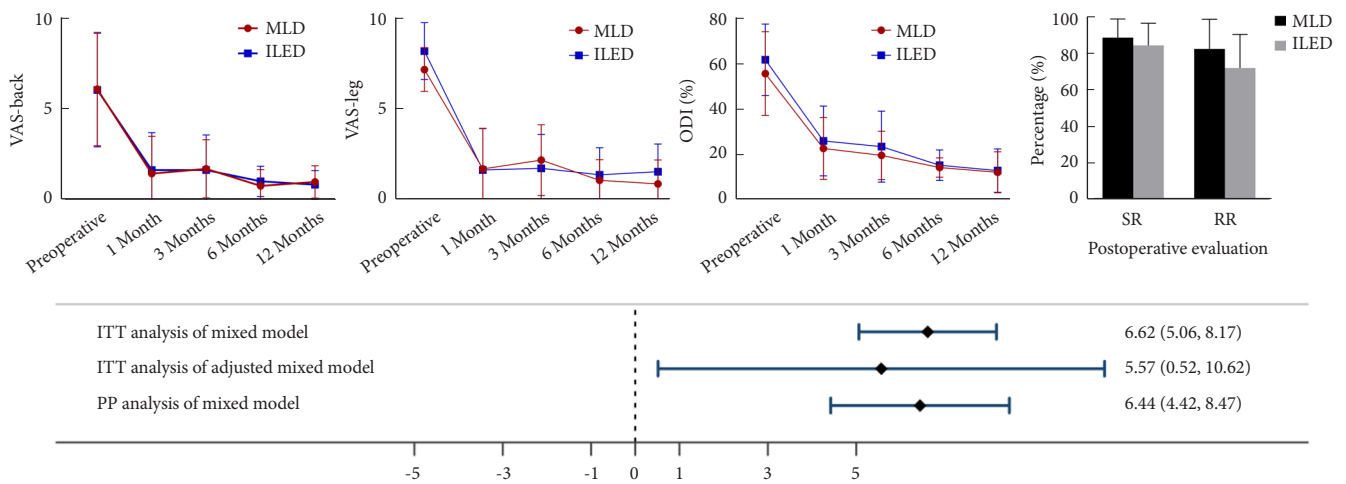 VAS-back
10
5
0
MLD
ILED
Preoperative
1 Month
3 Months
6 Months
12 Months
VAS-leg
10
5
0
MLD
ILED
Preoperative
1 Month
3 Months
6 Months
12 Months
ODI (%)
80
60
40
20
0
MLD
ILED
Preoperative
1 Month
3 Months
6 Months
12 Months
Percentage (%)
100
80
60
40
20
0
MLD
ILED
SR RR
Postoperative evaluation
ITT analysis of mixed model 6.62 (5.06, 8.17)
ITT analysis of adjusted mixed model 5.57 (0.52, 10.62)
PP analysis of mixed model 6.44 (4.42, 8.47)
-5 -3 -1 0 1 3 5